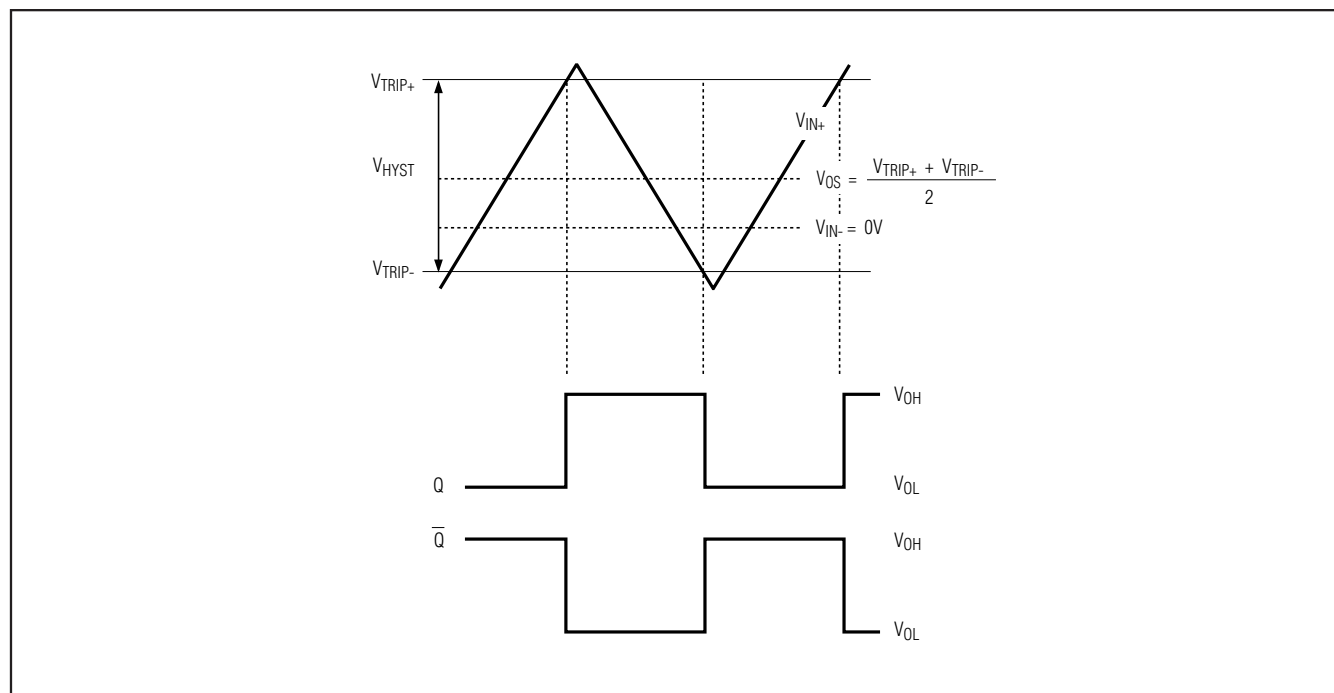 VTRIP+
VIN+
VHYST
VOS = VTRIP+ + VTRIP-
2
VIN- = 0V
VTRIP-
VOH
Q
VOL
Q̅
VOH
VOL